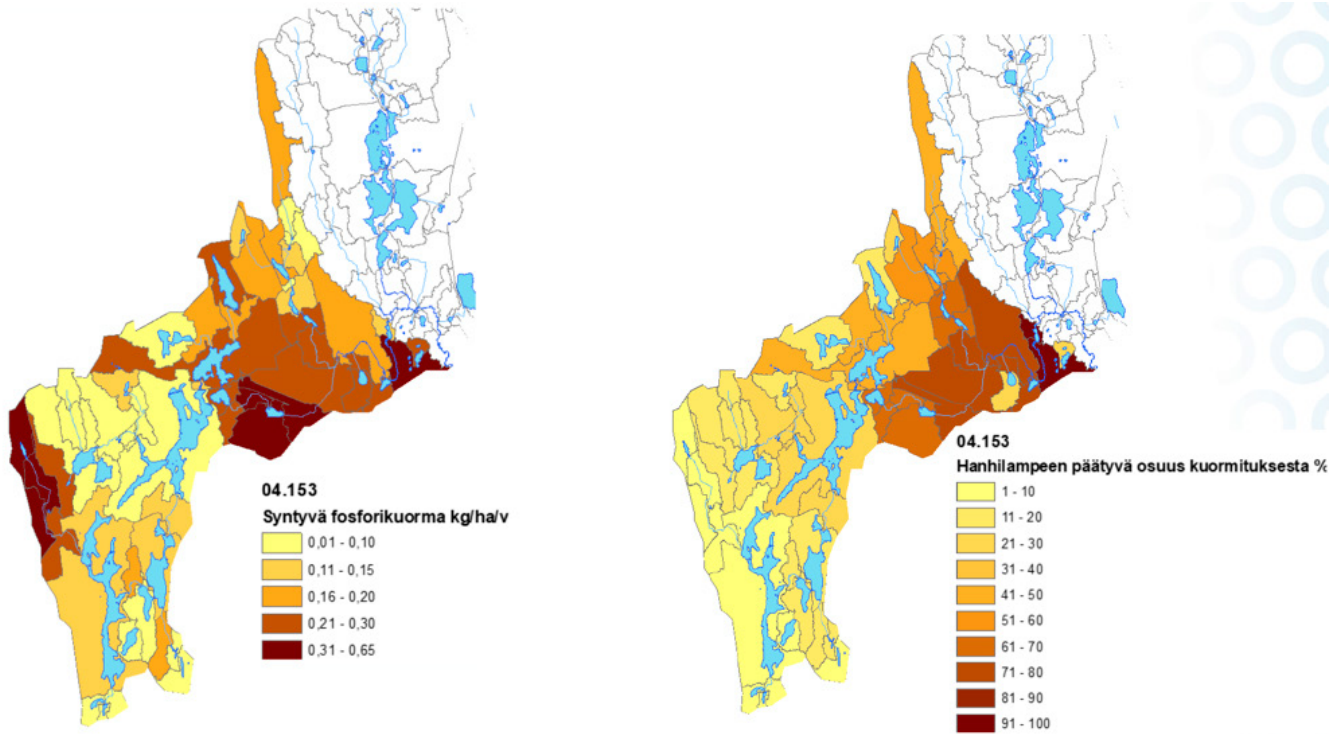 04.153
Syntyvä fosforikuorma kg/ha/v
0,01 - 0,10
0,11 - 0,15
0,16 - 0,20
0,21 - 0,30
0,31 - 0,65
04.153
Hanhilampeen päätyvä osuus kuormituksesta %
1 - 10
11 - 20
21 - 30
31 - 40
41 - 50
51 - 60
61 - 70
71 - 80
81 - 90
91 - 100